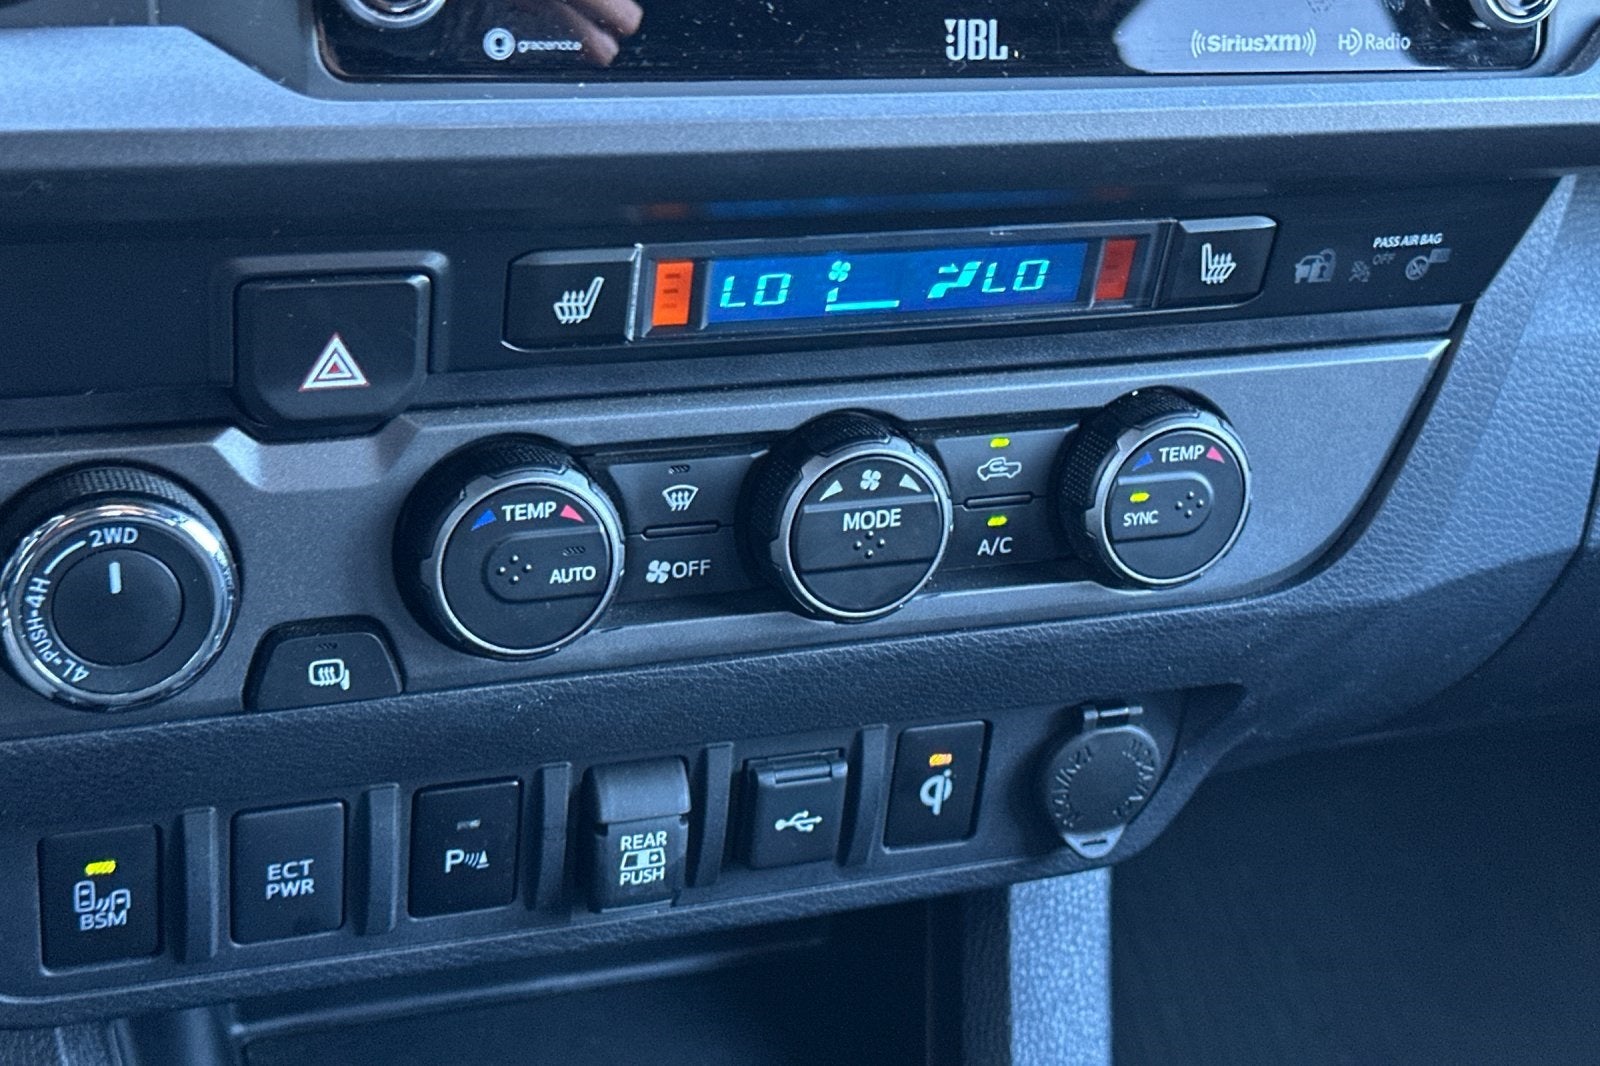 gracenote
JBL
SiriusXM
HD Radio
PASS AIR BAG
OFF
LO
LO
2WD
4H
4L-PUSH
TEMP
AUTO
OFF
MODE
A/C
TEMP
SYNC
BSM
ECT
PWR
P
REAR
PUSH
qi